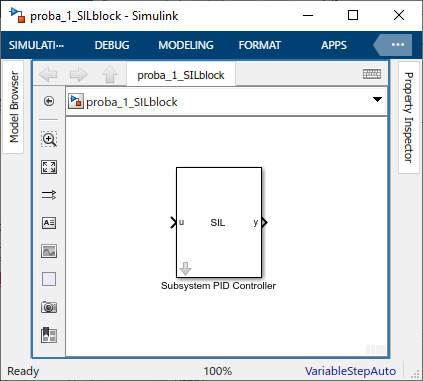 proba_1_SILblock - Simulink
SIMULATI···
DEBUG
MODELING
FORMAT
APPS
···
proba_1_SILblock
proba_1_SILblock
Model Browser
Property Inspector
A
u
SIL
y
Subsystem PID Controller
Ready
100%
VariableStepAuto